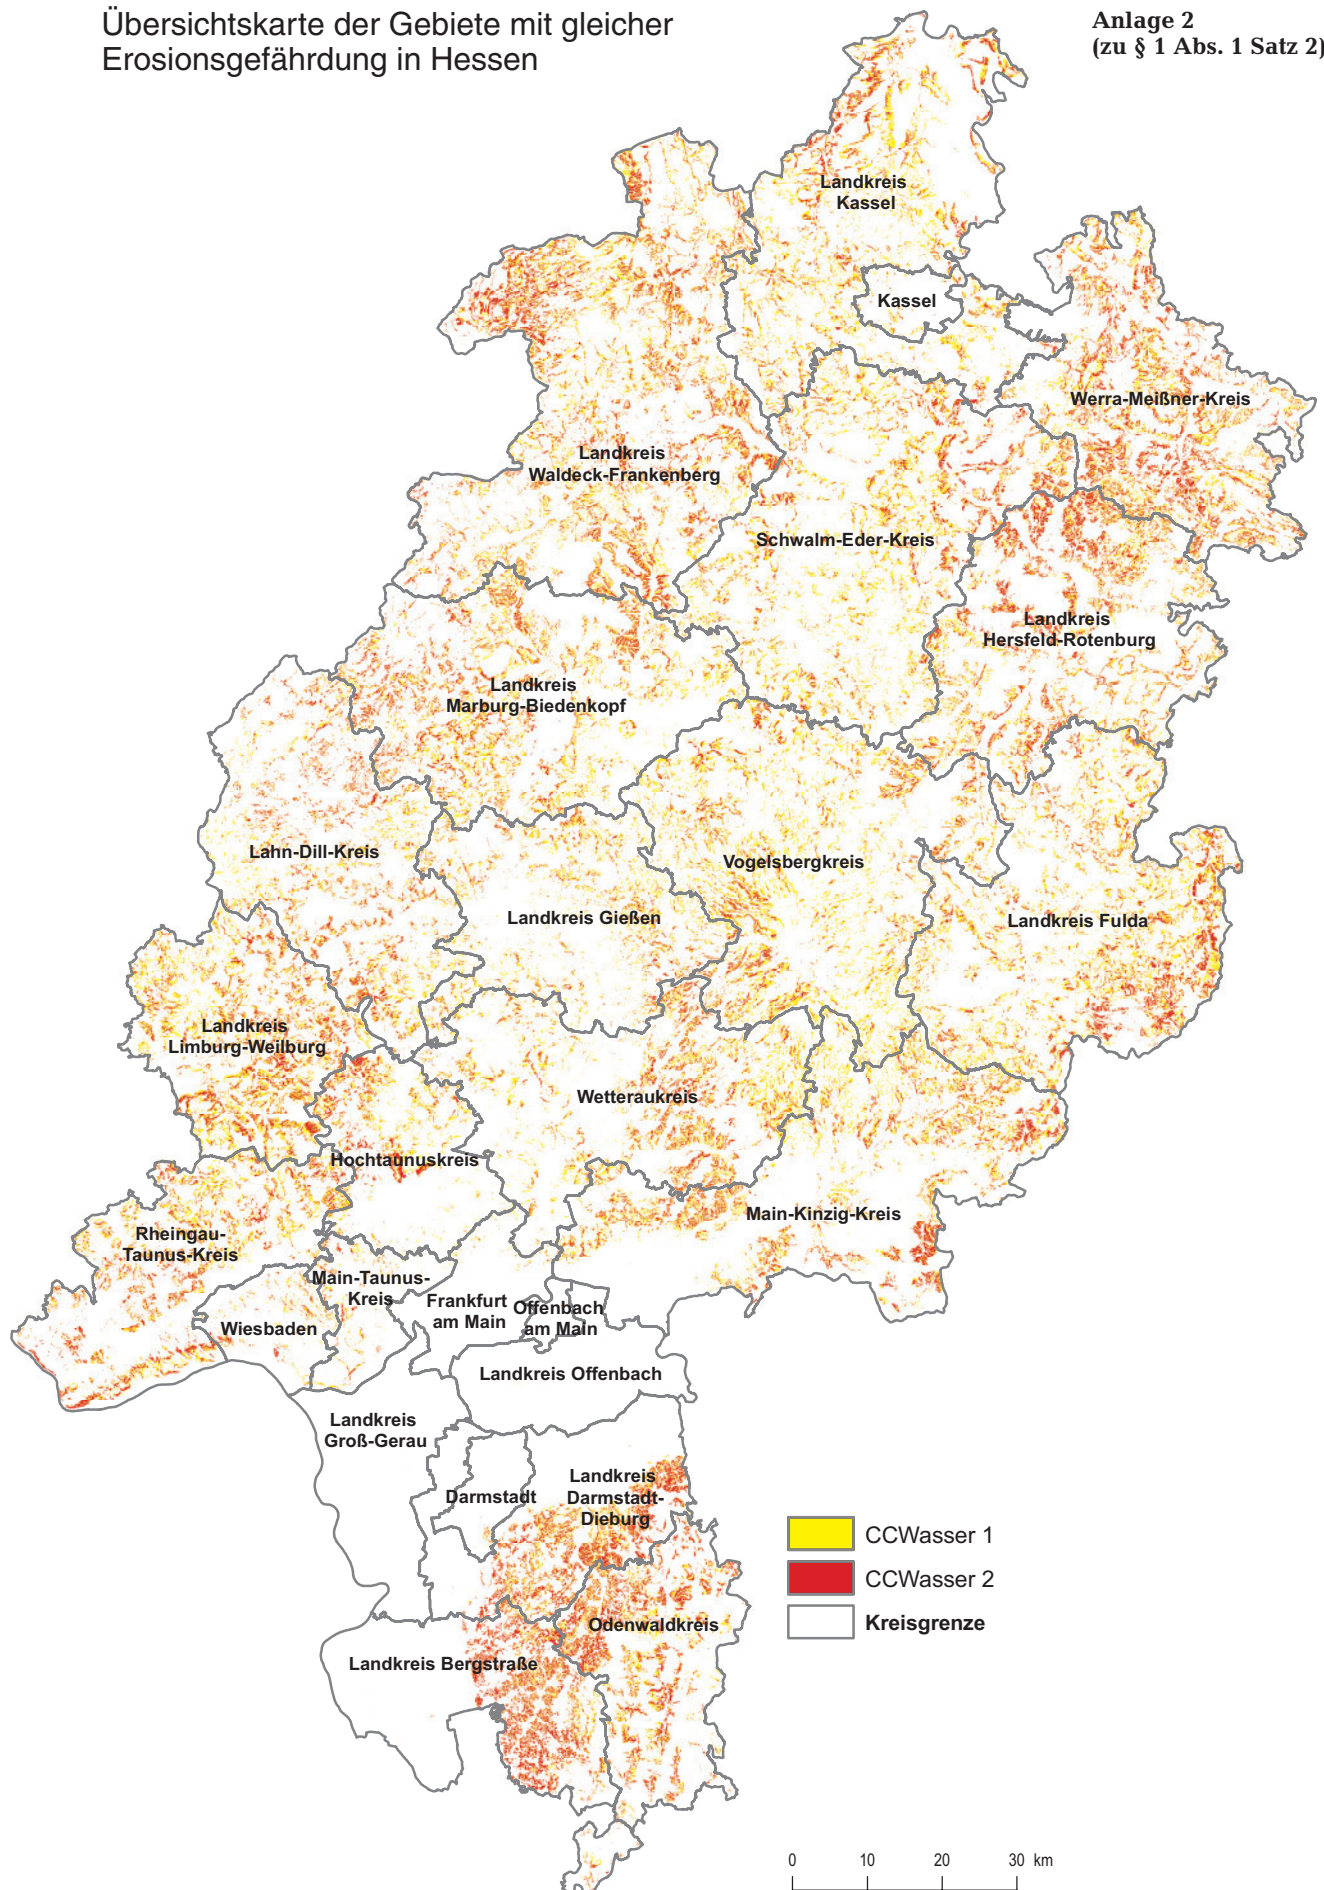 Übersichtskarte der Gebiete mit gleicher
Erosionsgefährdung in Hessen
Anlage 2
(zu § 1 Abs. 1 Satz 2)
Landkreis
Kassel
Kassel
Werra-Meißner-Kreis
Landkreis
Waldeck-Frankenberg
Schwalm-Eder-Kreis
Landkreis
Hersfeld-Rotenburg
Landkreis
Marburg-Biedenkopf
Lahn-Dill-Kreis
Vogelsbergkreis
Landkreis Gießen
Landkreis Fulda
Landkreis
Limburg-Weilburg
Wetteraukreis
Hochtaunuskreis
Main-Kinzig-Kreis
Rheingau-
Taunus-Kreis
Main-Taunus-
Kreis
Wiesbaden
Frankfurt
am Main
Offenbach
am Main
Landkreis Offenbach
Landkreis
Groß-Gerau
Darmstadt
Landkreis
Darmstadt-
Dieburg
Odenwaldkreis
Landkreis Bergstraße
CCWasser 1
CCWasser 2
Kreisgrenze
0 10 20 30 km